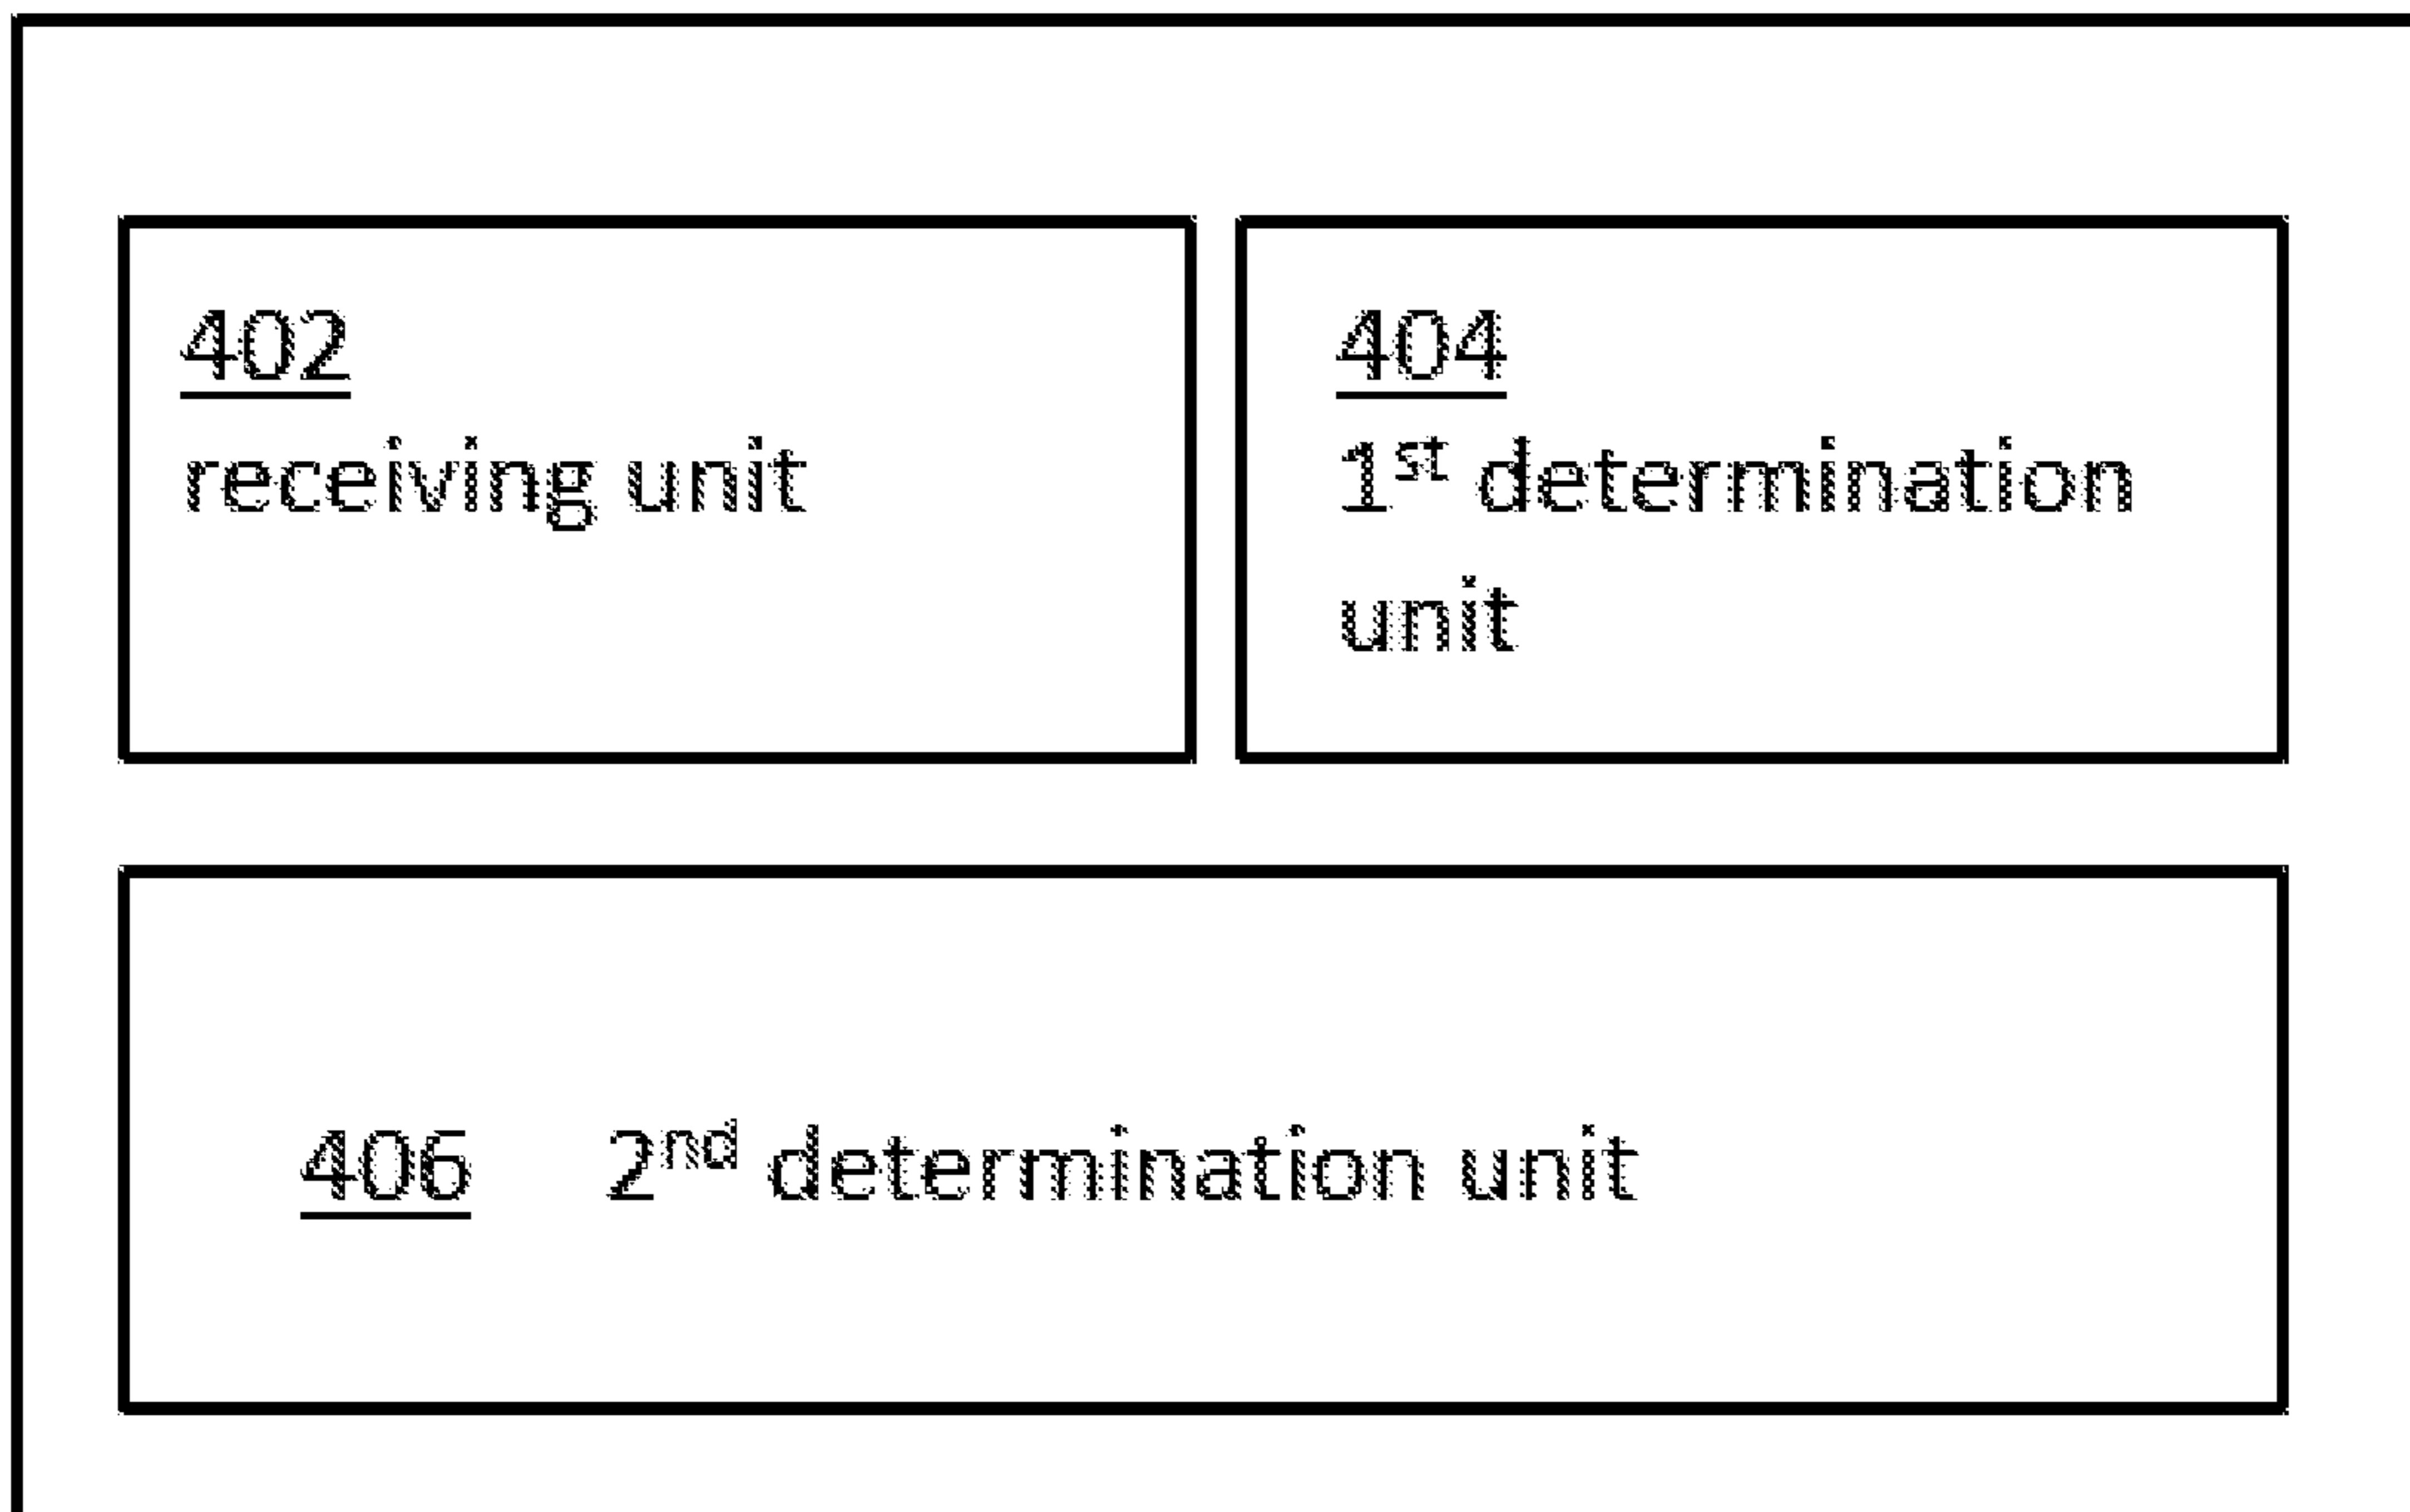 402
receiving unit
404
1st determination
unit
406 2nd determination unit